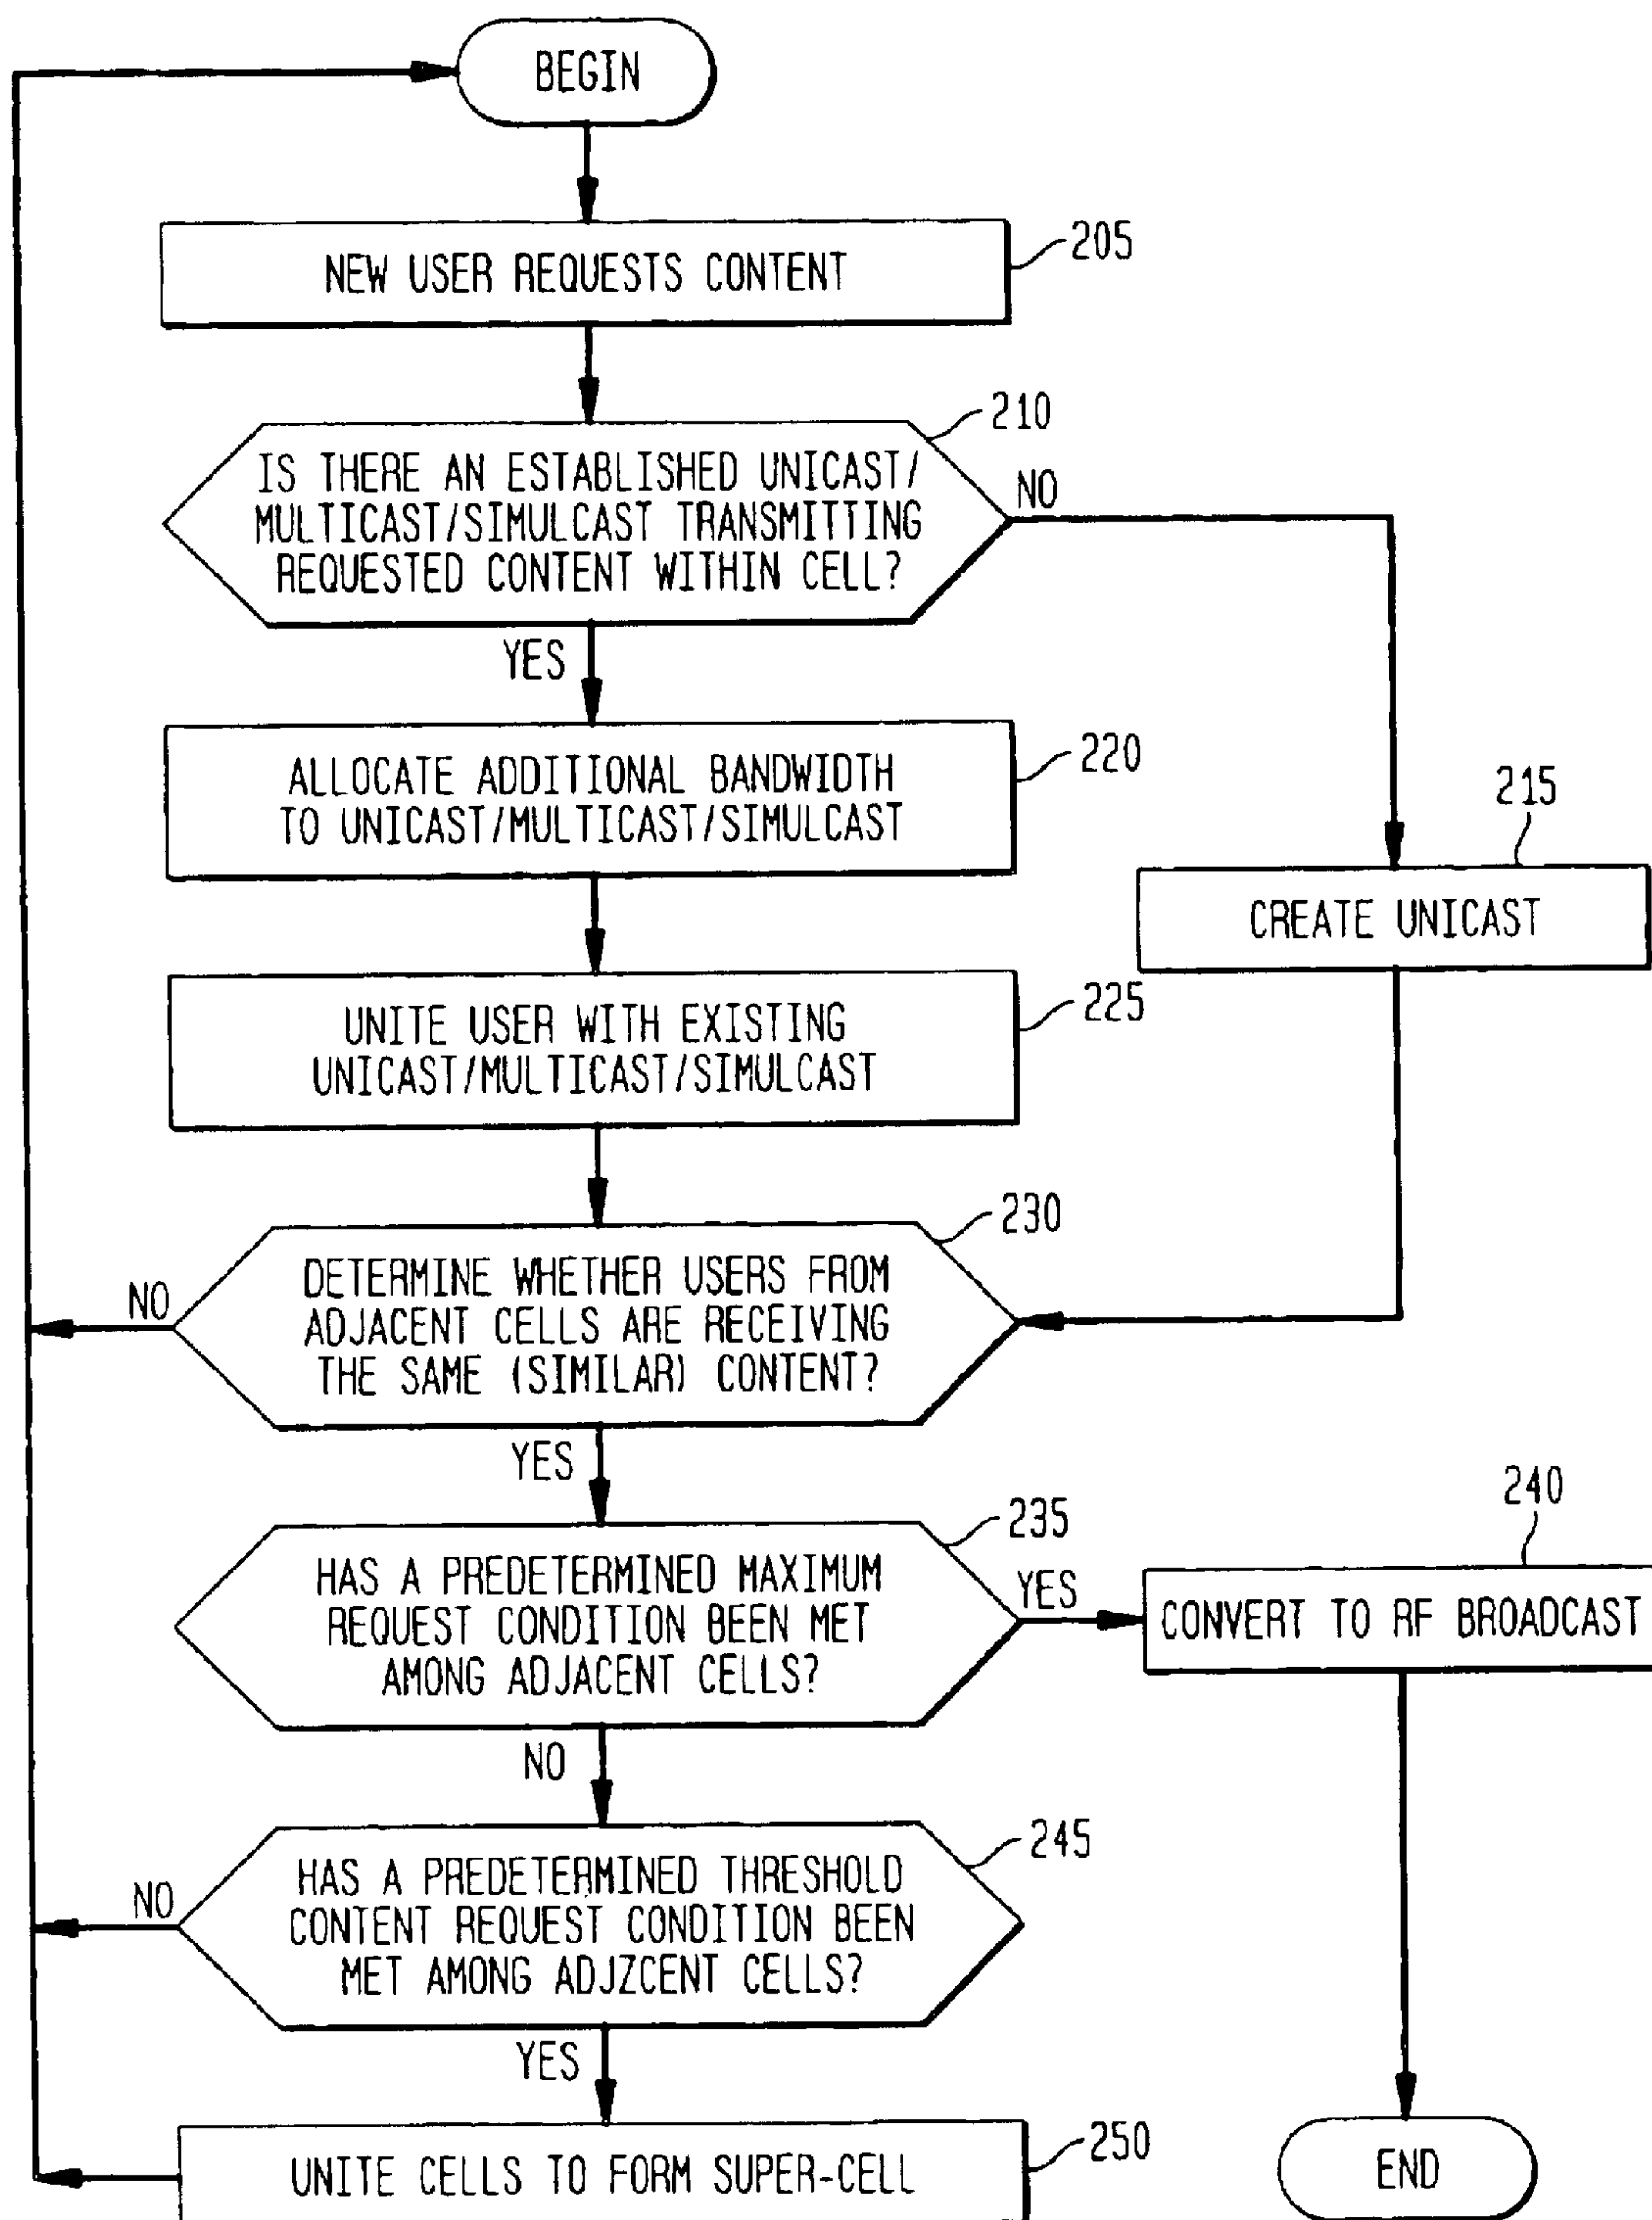 BEGIN
NEW USER REQUESTS CONTENT
205
210
IS THERE AN ESTABLISHED UNICAST/
MULTICAST/SIMULCAST TRANSMITTING
REQUESTED CONTENT WITHIN CELL?
NO
YES
ALLOCATE ADDITIONAL BANDWIDTH
TO UNICAST/MULTICAST/SIMULCAST
220
215
CREATE UNICAST
UNITE USER WITH EXISTING
UNICAST/MULTICAST/SIMULCAST
225
230
DETERMINE WHETHER USERS FROM
ADJACENT CELLS ARE RECEIVING
THE SAME (SIMILAR) CONTENT?
NO
YES
235
HAS A PREDETERMINED MAXIMUM
REQUEST CONDITION BEEN MET
AMONG ADJACENT CELLS?
YES
240
CONVERT TO RF BROADCAST
NO
245
HAS A PREDETERMINED THRESHOLD
CONTENT REQUEST CONDITION BEEN
MET AMONG ADJZCENT CELLS?
NO
YES
UNITE CELLS TO FORM SUPER-CELL
250
END